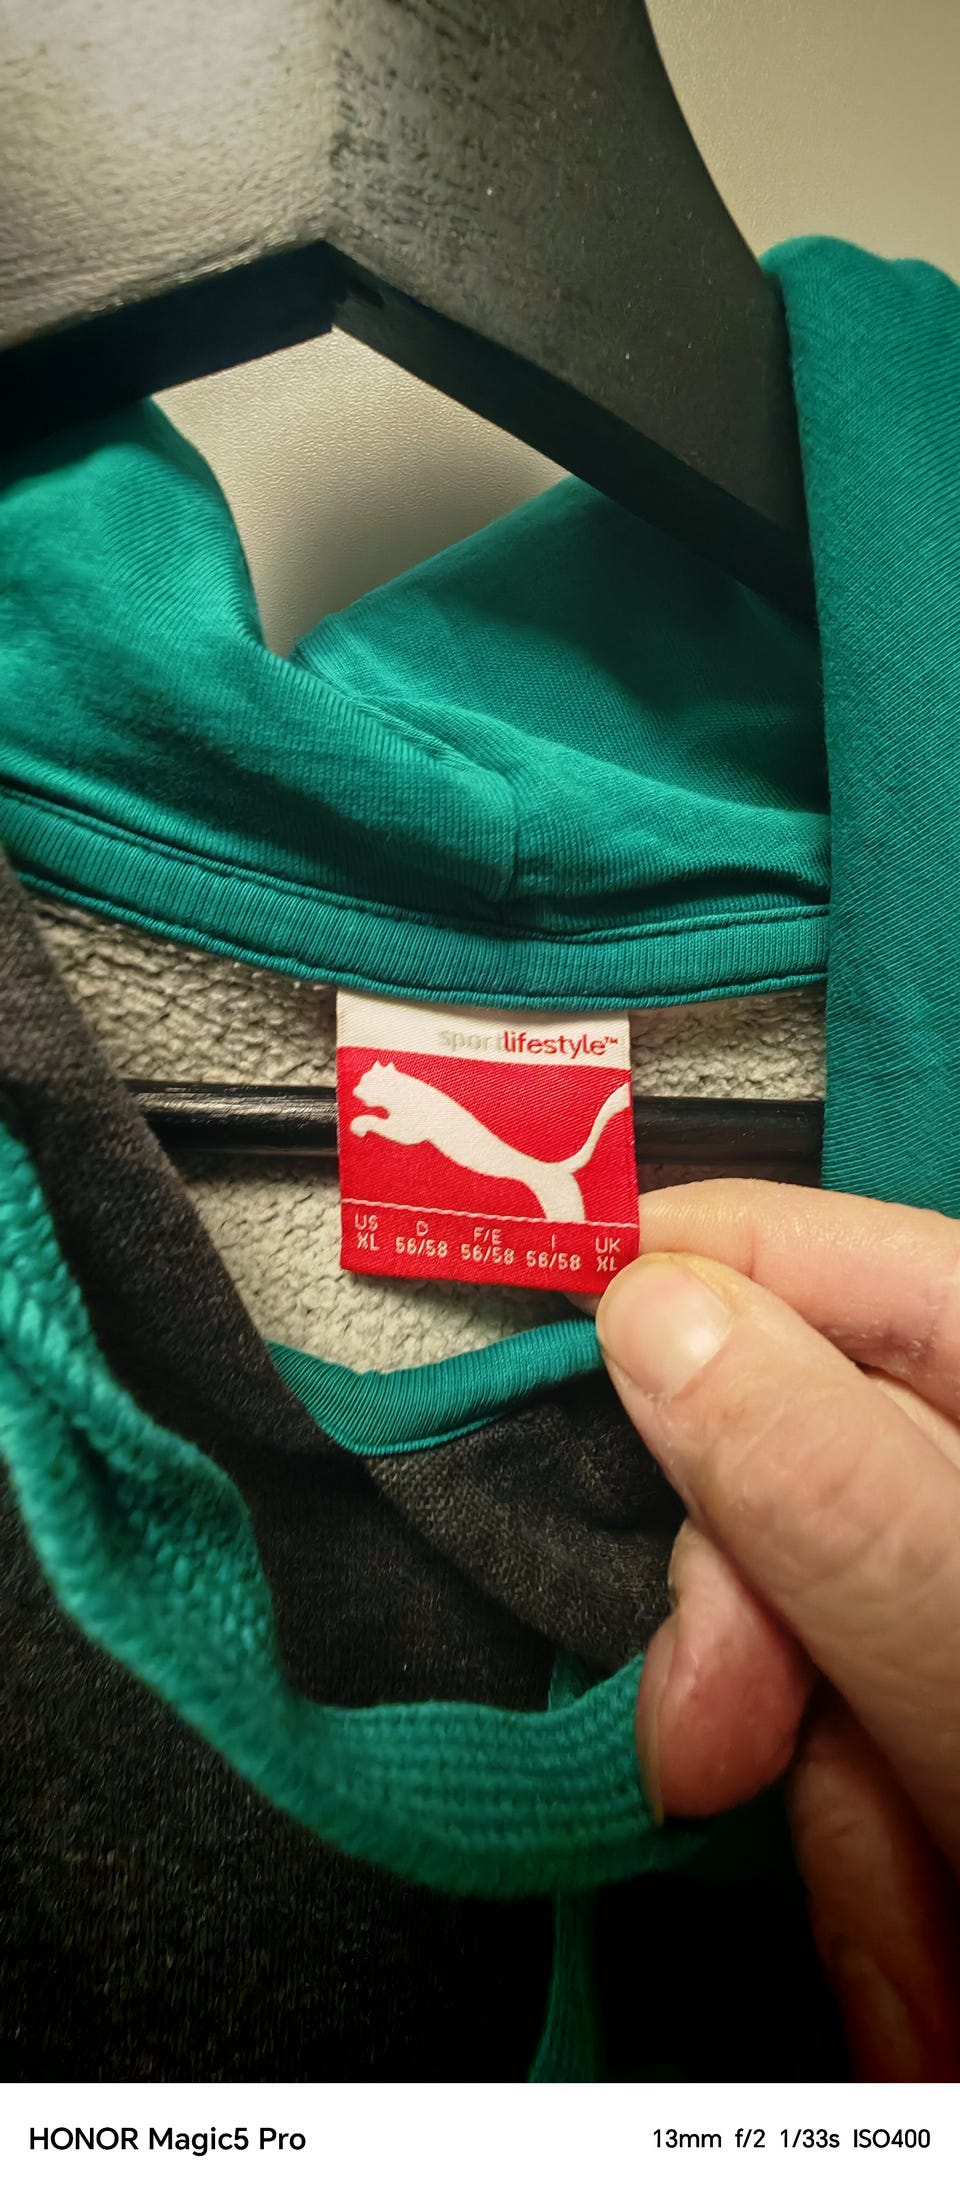 sportlifestyle™
US D F/E I UK
XL 56/58 56/58 56/58 XL
HONOR Magic5 Pro 13mm f/2 1/33s ISO400